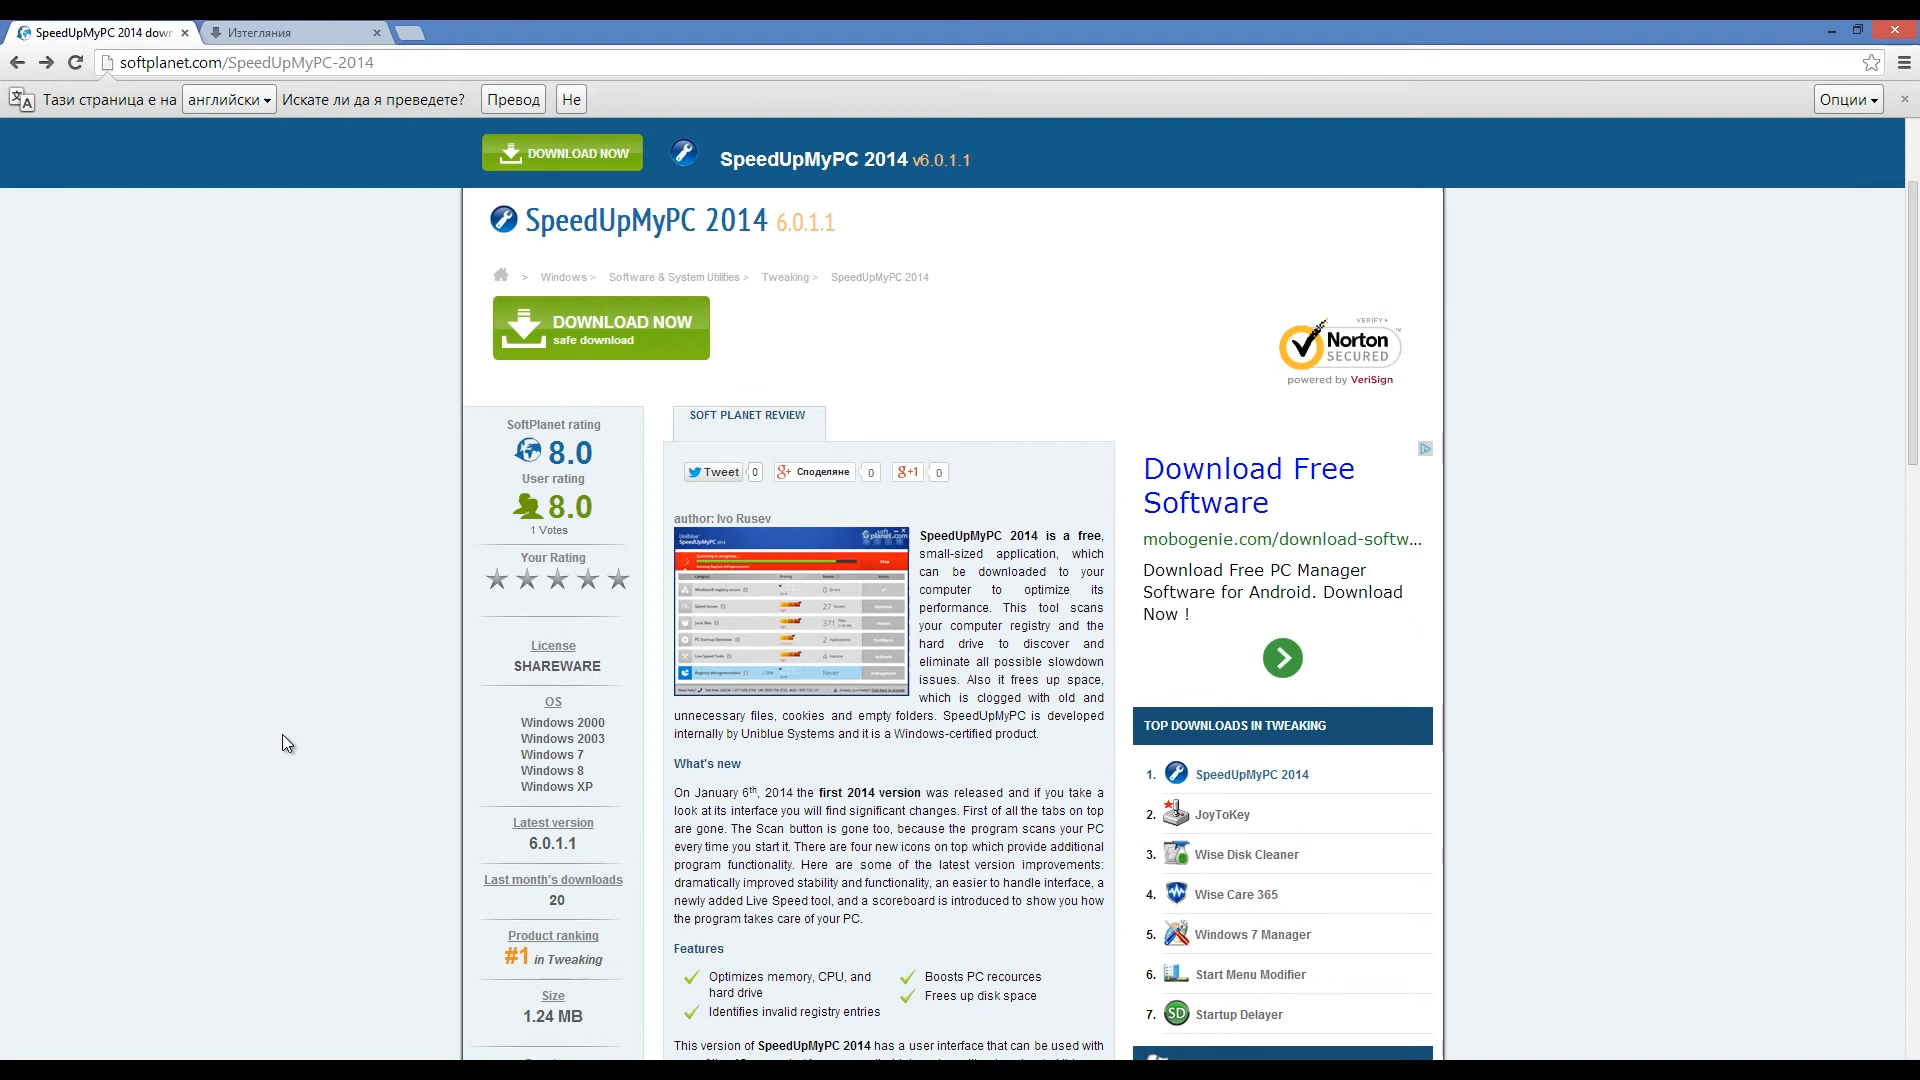 SpeedUpMyPC 2014 dow
Изтегляния
softplanet.com/SpeedUpMyPC-2014
Тази страница е на английски Искате ли да я преведете? Превод Не Опции
DOWNLOAD NOW
SpeedUpMyPC 2014 v6.0.1.1
SpeedUpMyPC 2014 6.0.1.1
> Windows > Software & System Utilities > Tweaking > SpeedUpMyPC 2014
DOWNLOAD NOW
safe download
VERIFY
Norton
SECURED
powered by VeriSign
SoftPlanet rating
8.0
User rating
8.0
1 Votes
Your Rating
License
SHAREWARE
OS
Windows 2000
Windows 2003
Windows 7
Windows 8
Windows XP
Latest version
6.0.1.1
Last month's downloads
20
Product ranking
#1 in Tweaking
Size
1.24 MB
SOFT PLANET REVIEW
Tweet 0 Споделяне 0 +1 0
author: Ivo Rusev
SpeedUpMyPC 2014 is a free,
small-sized application, which
can be downloaded to your
computer to optimize its
performance. This tool scans
your computer registry and the
hard drive to discover and
eliminate all possible slowdown
issues. Also it frees up space,
which is clogged with old and
unnecessary files, cookies and empty folders. SpeedUpMyPC is developed
internally by Uniblue Systems and it is a Windows-certified product.
What's new
On January 6th, 2014 the first 2014 version was released and if you take a
look at its interface you will find significant changes. First of all the tabs on top
are gone. The Scan button is gone too, because the program scans your PC
every time you start it. There are four new icons on top which provide additional
program functionality. Here are some of the latest version improvements:
dramatically improved stability and functionality, an easier to handle interface, a
newly added Live Speed tool, and a scoreboard is introduced to show you how
the program takes care of your PC.
Features
Optimizes memory, CPU, and
hard drive
Identifies invalid registry entries
Boosts PC recources
Frees up disk space
This version of SpeedUpMyPC 2014 has a user interface that can be used with
Download Free
Software
mobogenie.com/download-softw...
Download Free PC Manager
Software for Android. Download
Now !
TOP DOWNLOADS IN TWEAKING
1. SpeedUpMyPC 2014
2. JoyToKey
3. Wise Disk Cleaner
4. Wise Care 365
5. Windows 7 Manager
6. Start Menu Modifier
7. SD Startup Delayer